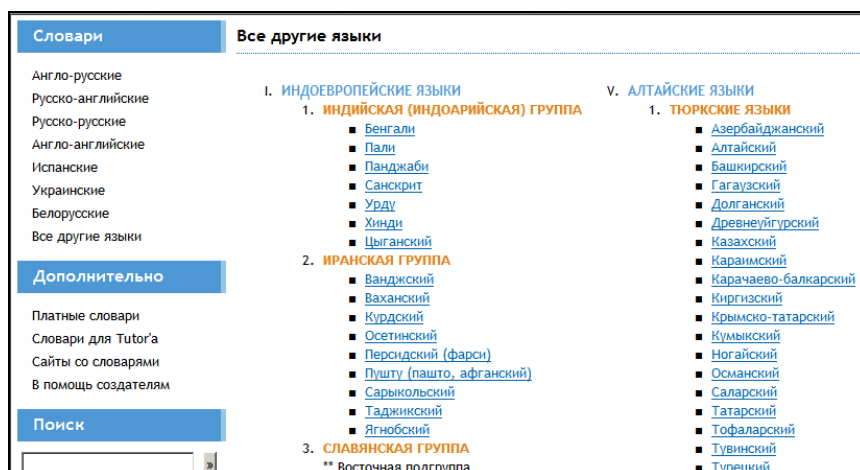 Словари
Англо-русские
Русско-английские
Русско-русские
Англо-английские
Испанские
Украинские
Белорусские
Все другие языки
Дополнительно
Платные словари
Словари для Tutor'а
Сайты со словарями
В помощь создателям
Поиск
»
Все другие языки
I. ИНДОЕВРОПЕЙСКИЕ ЯЗЫКИ
1. ИНДИЙСКАЯ (ИНДОАРИЙСКАЯ) ГРУППА
Бенгали
Пали
Панджаби
Санскрит
Урду
Хинди
Цыганский
2. ИРАНСКАЯ ГРУППА
Ванджский
Ваханский
Курдский
Осетинский
Персидский (фарси)
Пушту (пашто, афганский)
Сарыкольский
Таджикский
Ягнобский
3. СЛАВЯНСКАЯ ГРУППА
** Восточная подгруппа
V. АЛТАЙСКИЕ ЯЗЫКИ
1. ТЮРКСКИЕ ЯЗЫКИ
Азербайджанский
Алтайский
Башкирский
Гагаузский
Долганский
Древнеуйгурский
Казахский
Караимский
Карачаево-балкарский
Киргизский
Крымско-татарский
Кумыкский
Ногайский
Османский
Саларский
Татарский
Тофаларский
Тувинский
Турецкий